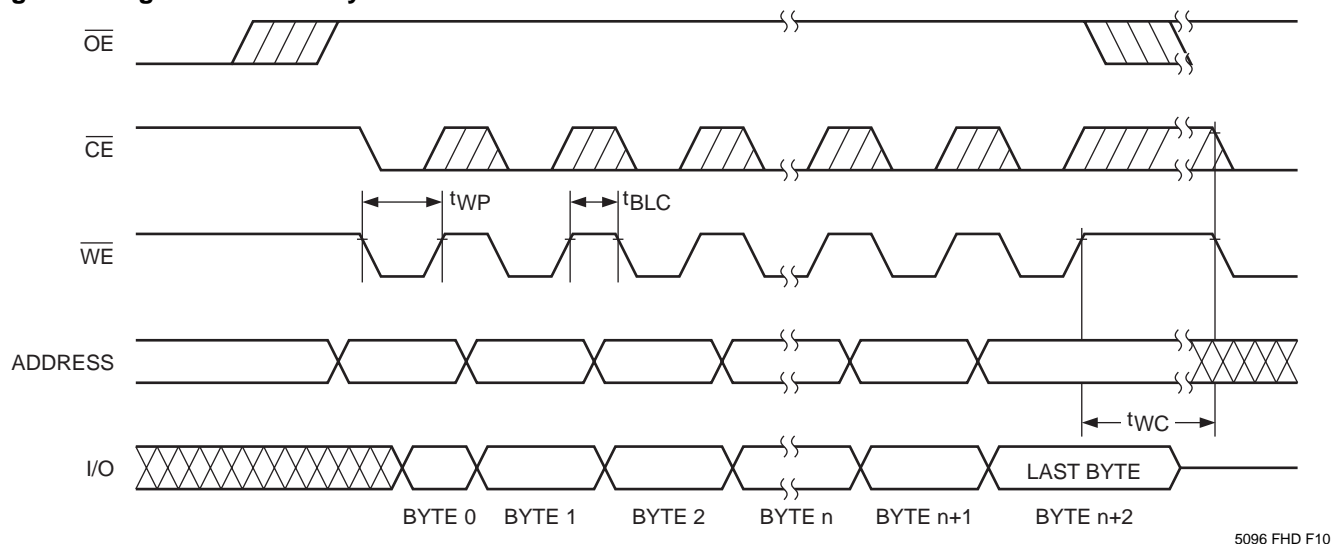 OE
CE
tWP
tBLC
WE
ADDRESS
tWC
I/O
LAST BYTE
BYTE 0 BYTE 1 BYTE 2 BYTE n BYTE n+1 BYTE n+2
5096 FHD F10